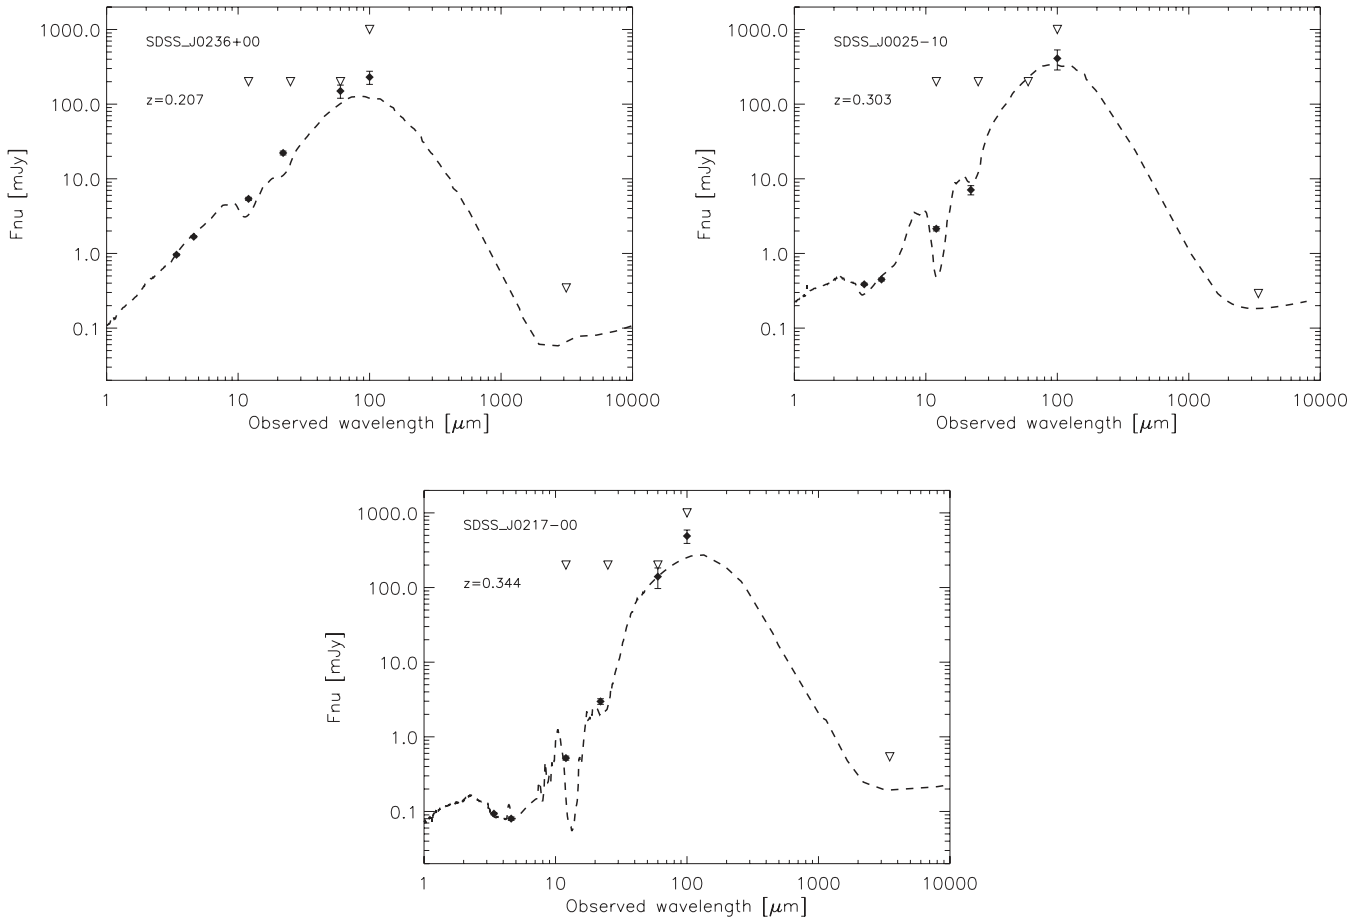 1000.0
100.0
10.0
1.0
0.1
Fnu [mJy]
SDSS_J0236+00
z=0.207
1 10 100 1000 10000
Observed wavelength [μm]
1000.0
100.0
10.0
1.0
0.1
Fnu [mJy]
SDSS_J0025-10
z=0.303
1 10 100 1000 10000
Observed wavelength [μm]
1000.0
100.0
10.0
1.0
0.1
Fnu [mJy]
SDSS_J0217-00
z=0.344
1 10 100 1000 10000
Observed wavelength [μm]